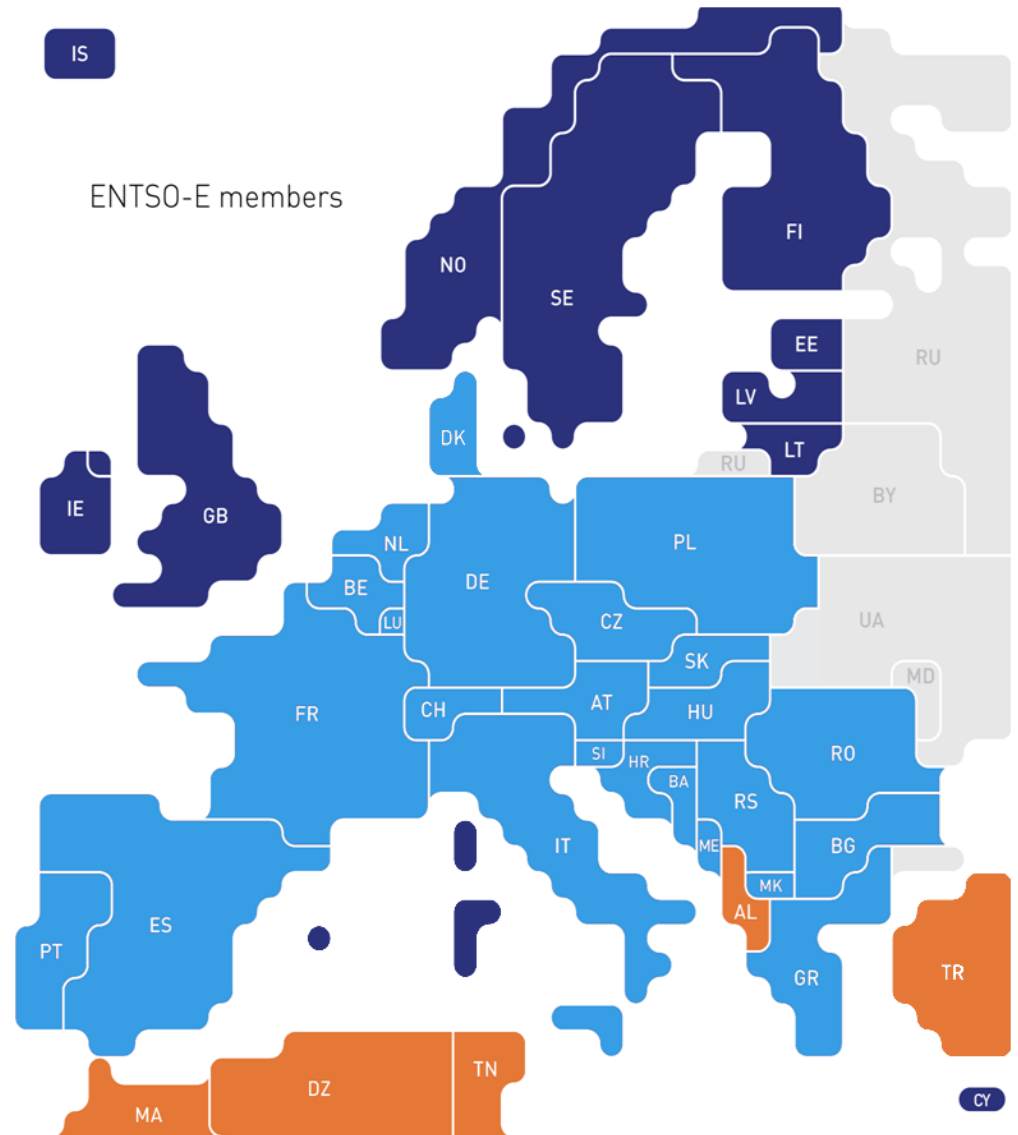 IS
ENTSO-E members
FI
NO
SE
EE
RU
LV
DK
LT
RU
BY
IE
GB
NL
PL
DE
BE
CZ
LU
UA
SK
MD
FR
CH
AT
HU
SI
HR
RO
BA
RS
ME
IT
BG
MK
AL
ES
PT
GR
TR
TN
DZ
CY
MA